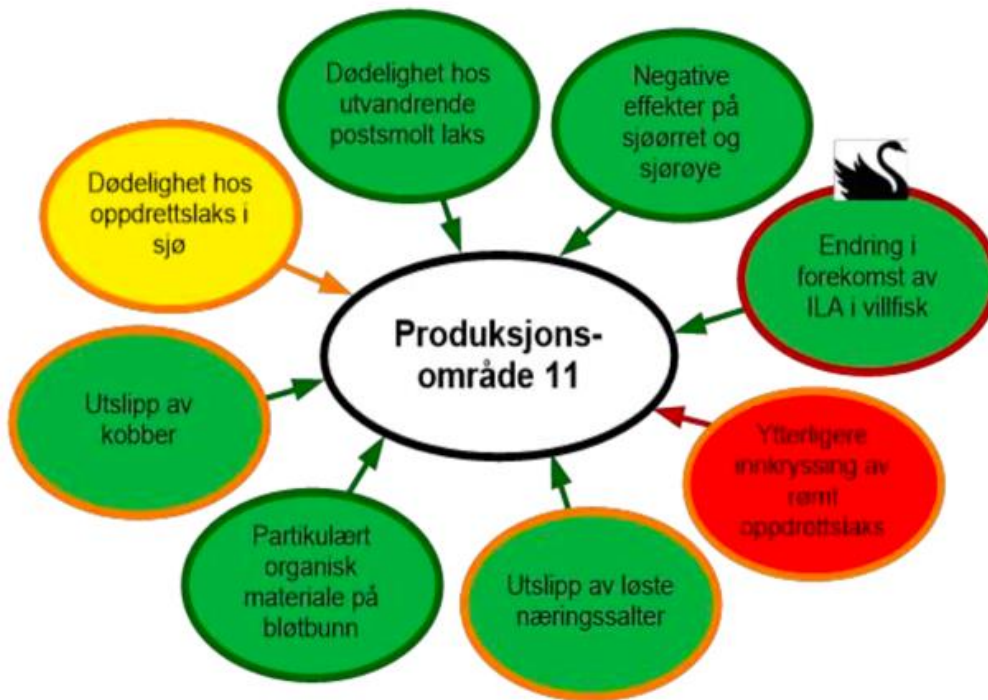 Dødelighet hos
utvandrende
postsmolt laks
Negative
effekter på
sjøørret og
sjørøye
Dødelighet hos
oppdrettslaks i
sjø
Endring i
forekomst av
ILA i villfisk
Produksjons-
område 11
Utslipp av
kobber
Ytterligere
innkryssing av
rømt
oppdrottslaks
Partikulært
organisk
materiale på
bløtbunn
Utslipp av løste
næringssalter